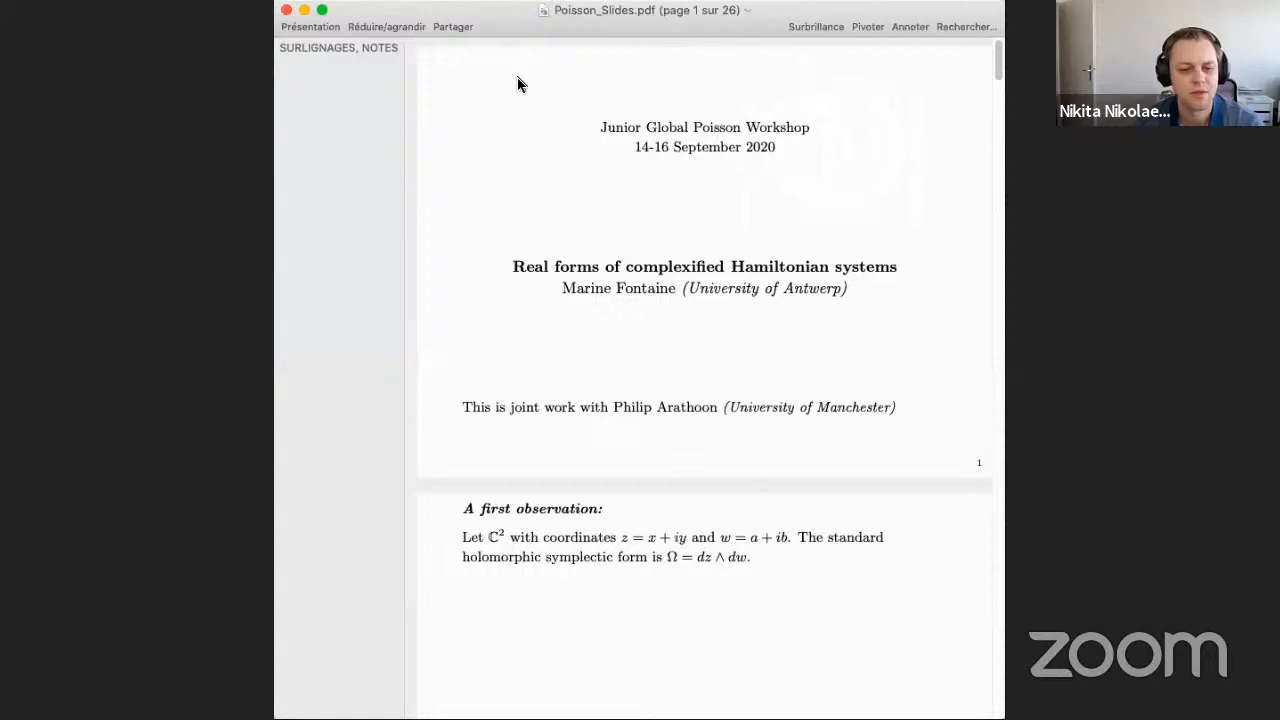 Poisson_Slides.pdf (page 1 sur 26)
Présentation Réduire/agrandir Partager Surbrillance Pivoter Annoter Rechercher...
SURLIGNAGES, NOTES
Junior Global Poisson Workshop
14-16 September 2020
Real forms of complexified Hamiltonian systems
Marine Fontaine (University of Antwerp)
This is joint work with Philip Arathoon (University of Manchester)
1
A first observation:
Let ℂ² with coordinates z = x + iy and w = a + ib. The standard
holomorphic symplectic form is Ω = dz ∧ dw.
Nikita Nikolae...
zoom